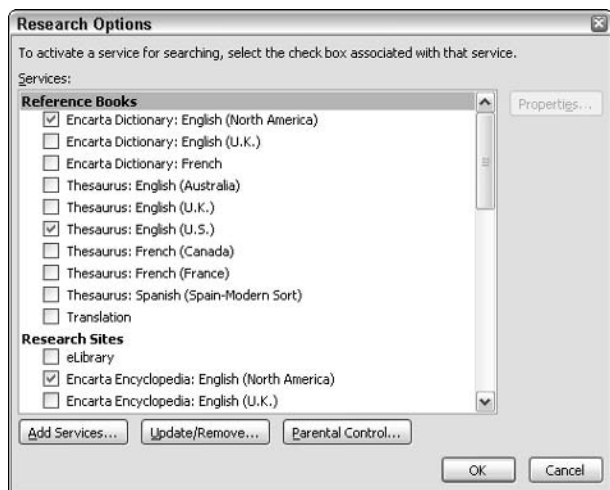 Research Options
To activate a service for searching, select the check box associated with that service.
Services:
Reference Books
Encarta Dictionary: English (North America)
Encarta Dictionary: English (U.K.)
Encarta Dictionary: French
Thesaurus: English (Australia)
Thesaurus: English (U.K.)
Thesaurus: English (U.S.)
Thesaurus: French (Canada)
Thesaurus: French (France)
Thesaurus: Spanish (Spain-Modern Sort)
Translation
Research Sites
eLibrary
Encarta Encyclopedia: English (North America)
Encarta Encyclopedia: English (U.K.)
Properties...
Add Services... Update/Remove... Parental Control...
OK Cancel